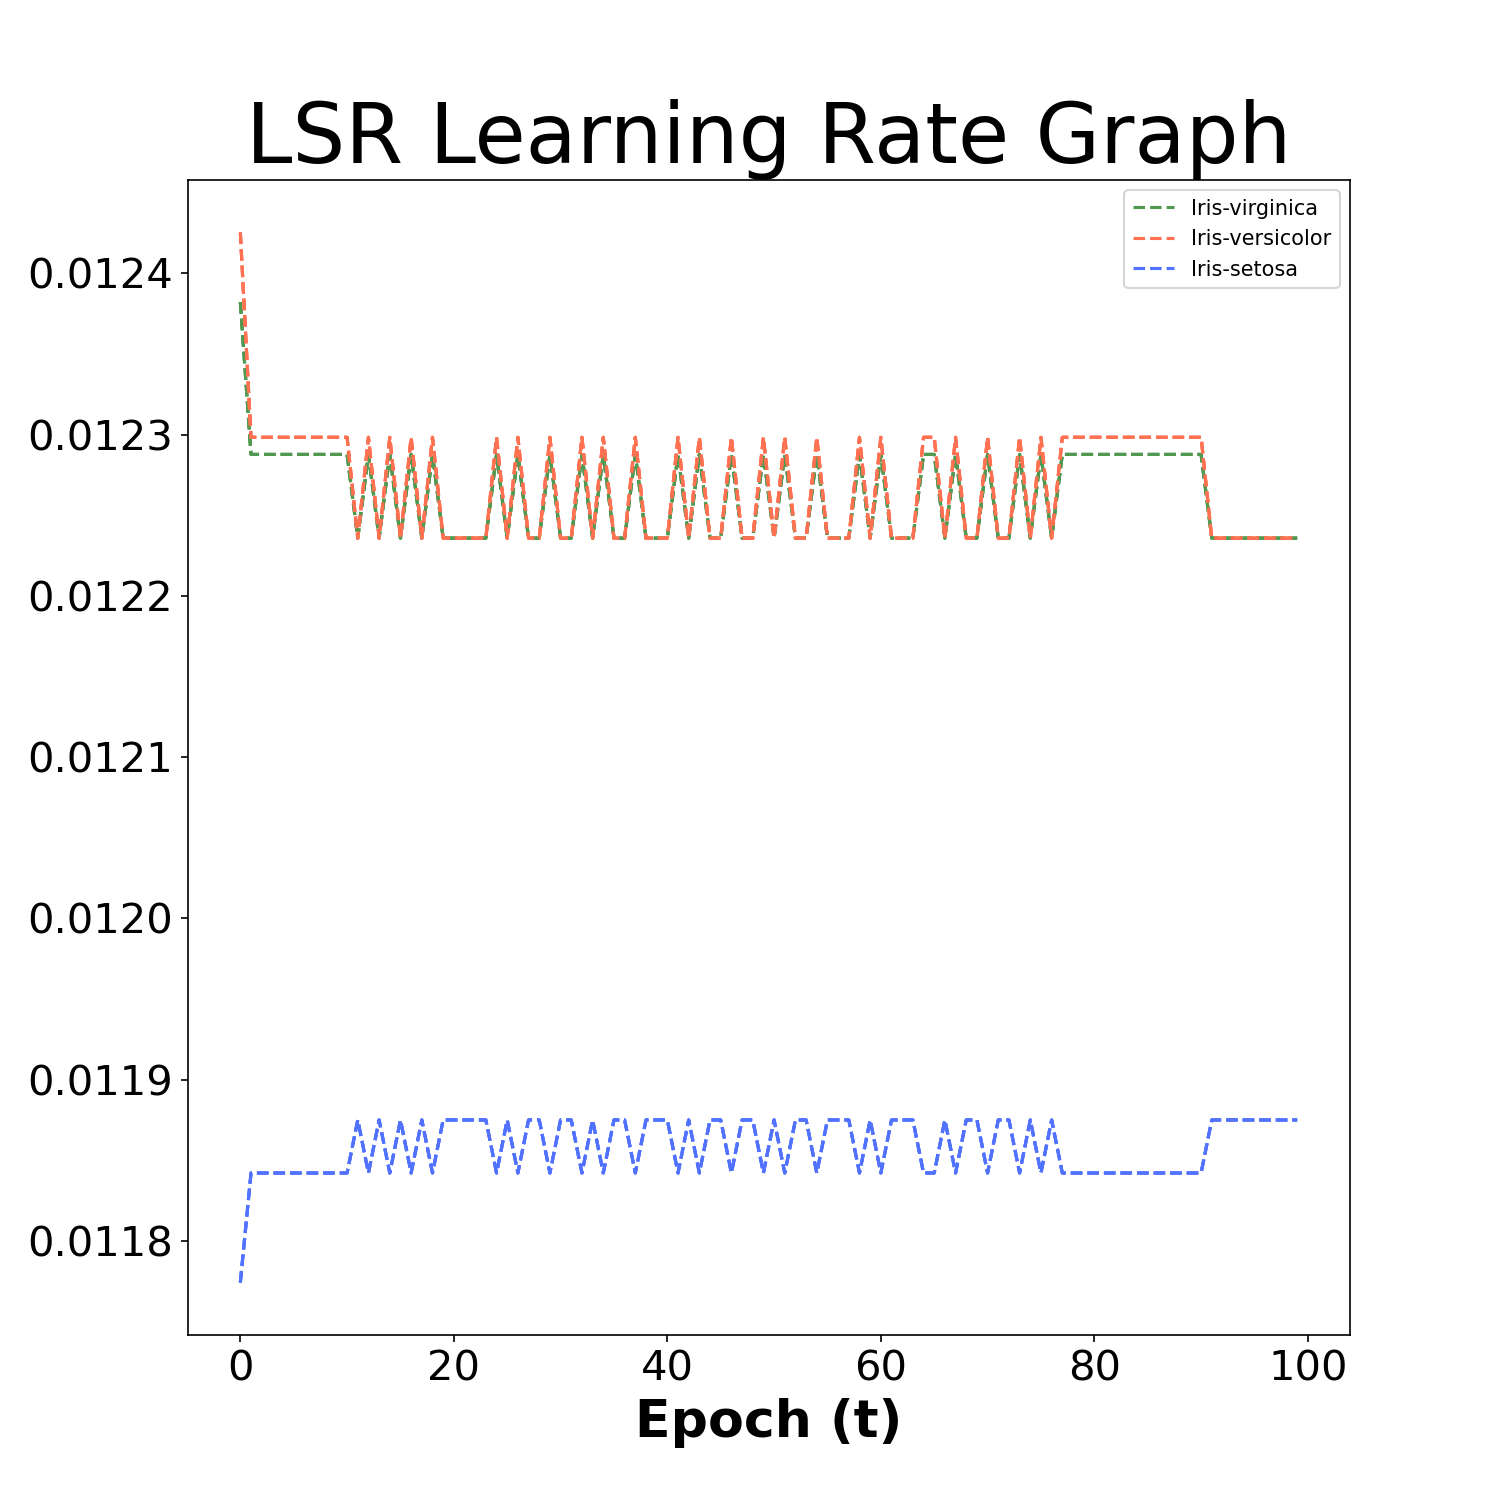 LSR Learning Rate Graph
Iris-virginica
Iris-versicolor
Iris-setosa
0.0124
0.0123
0.0122
0.0121
0.0120
0.0119
0.0118
0 20 40 60 80 100
Epoch (t)